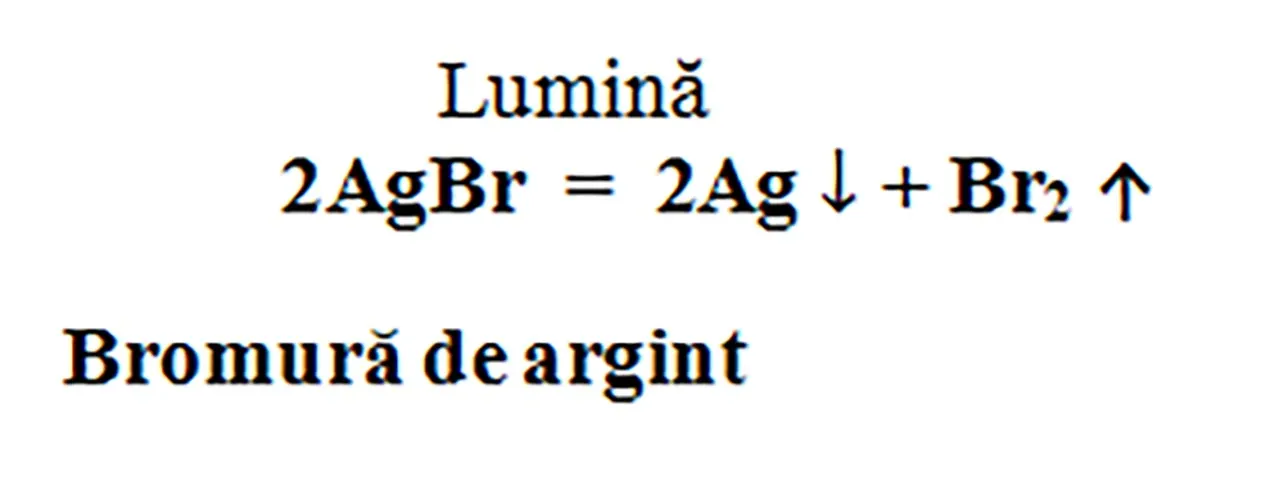 Lumină
2AgBr = 2Ag ↓ + Br₂ ↑
Bromură de argint